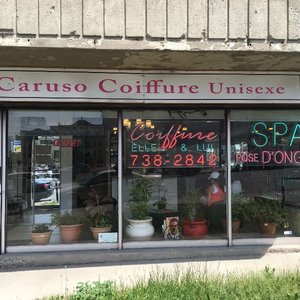 Caruso Coiffure Unisexe
Coiffure
ELLE & LUI
738-2842
SPA
POSE D'ONG